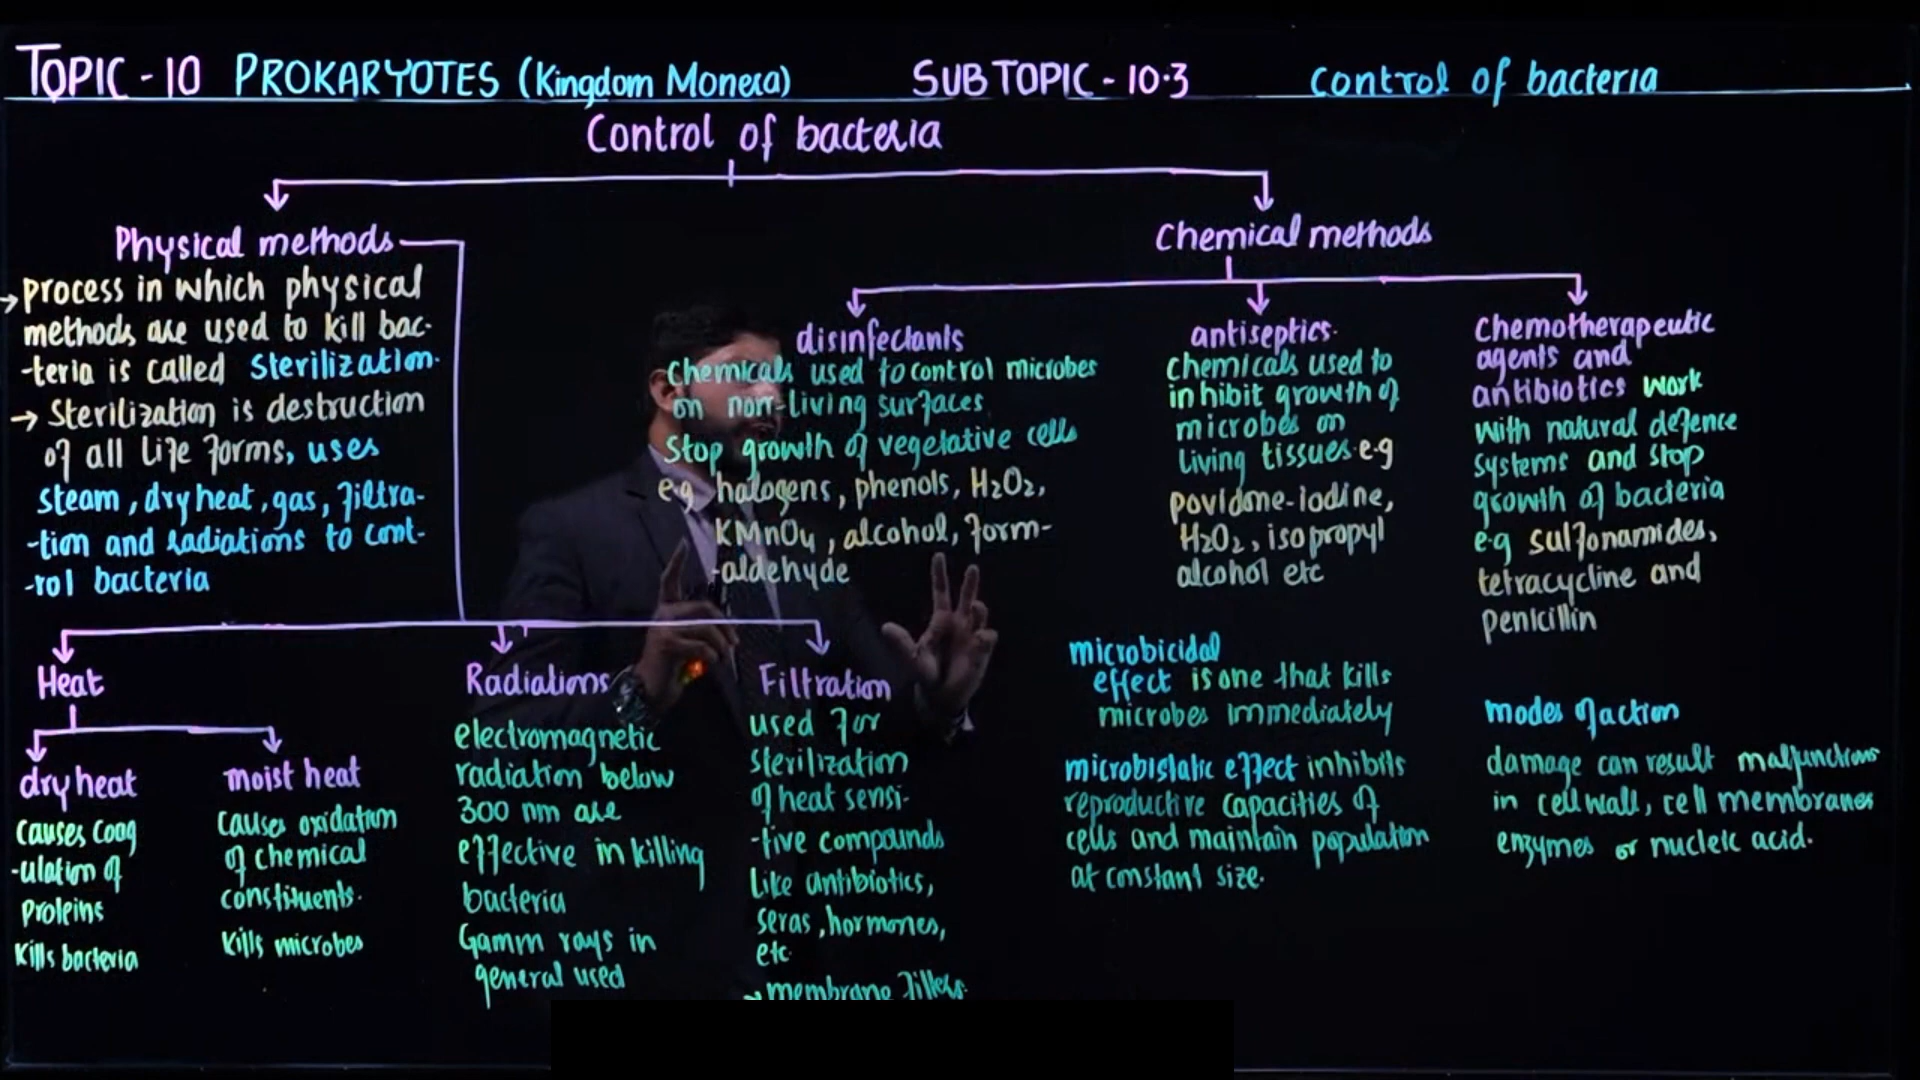 TOPIC - 10 PROKARYOTES (Kingdom Monera) SUBTOPIC - 10.3 control of bacteria
Control of bacteria
Physical methods
→ process in which physical
methods are used to kill bac-
-teria is called sterilization.
→ Sterilization is destruction
of all life forms, uses
steam, dry heat, gas, filtra-
-tion and radiations to cont-
-rol bacteria
Chemical methods
disinfectants
Chemicals used to control microbes
on non-living surfaces
Stop growth of vegetative cells
e.g halogens, phenols, H₂O₂,
KMnO₄, alcohol, form-
-aldehyde
antiseptics.
chemicals used to
inhibit growth of
microbes on
living tissues e.g
povidone-iodine,
H₂O₂, isopropyl
alcohol etc
Chemotherapeutic
agents and
antibiotics work
with natural defence
systems and stop
growth of bacteria
e.g sulfonamides,
tetracycline and
penicillin
Heat
dry heat
causes coag
-ulation of
proteins
kills bacteria
moist heat
causes oxidation
of chemical
constituents.
kills microbes
Radiations
electromagnetic
radiation below
300 nm are
effective in killing
bacteria
Gamm rays in
general used
Filtration
used for
sterilization
of heat sensi-
-tive compounds
like antibiotics,
seras, hormones,
etc.
→ membrane filters.
microbicidal
effect is one that kills
microbes immediately
microbistatic effect inhibits
reproductive capacities of
cells and maintain population
at constant size.
modes of action
damage can result malfunctions
in cell wall, cell membranes
enzymes or nucleic acid.